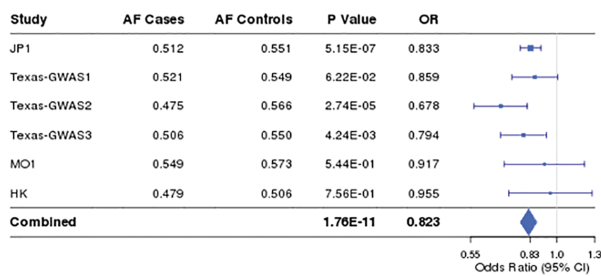 Study AF Cases AF Controls P Value OR
JP1 0.512 0.551 5.15E-07 0.833
Texas-GWAS1 0.521 0.549 6.22E-02 0.859
Texas-GWAS2 0.475 0.566 2.74E-05 0.678
Texas-GWAS3 0.506 0.550 4.24E-03 0.794
MO1 0.549 0.573 5.44E-01 0.917
HK 0.479 0.506 7.56E-01 0.955
Combined 1.76E-11 0.823
0.55 0.83 1.0 1.3
Odds Ratio (95% CI)